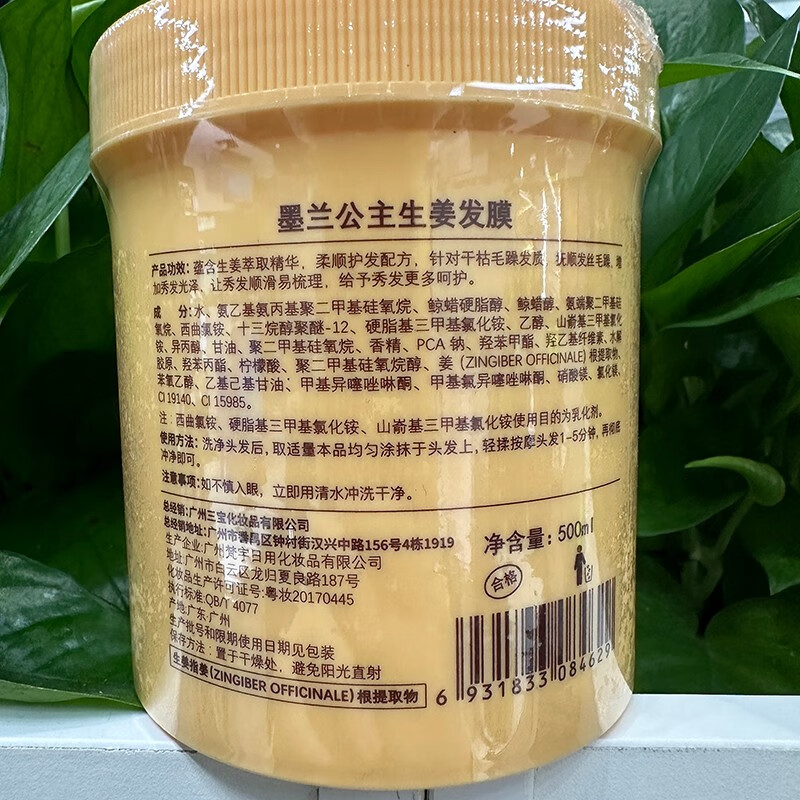 墨兰公主生姜发膜
产品功效：蕴含生姜萃取精华，柔顺护发配方，针对干枯毛躁发质，抚顺发丝毛躁，增
加秀发光泽，让秀发顺滑易梳理，给予秀发更多呵护。
成 分：水、氨乙基氨丙基聚二甲基硅氧烷、鲸蜡硬脂醇、鲸蜡醇、氨端聚二甲基硅
氧烷、西曲氯铵、十三烷醇聚醚-12、硬脂基三甲基氯化铵、乙醇、山嵛基三甲基氯化
铵、异丙醇、甘油、聚二甲基硅氧烷、香精、PCA 钠、羟苯甲酯、羟乙基纤维素、水解
胶原、羟苯丙酯、柠檬酸、聚二甲基硅氧烷醇、姜 (ZINGIBER OFFICINALE) 根提取物、
苯氧乙醇、乙基己基甘油、甲基异噻唑啉酮、甲基氯异噻唑啉酮、硝酸镁、氯化镁、
CI 19140、CI 15985。
注：西曲氯铵、硬脂基三甲基氯化铵、山嵛基三甲基氯化铵使用目的为乳化剂。
使用方法：洗净头发后，取适量本品均匀涂抹于头发上，轻揉按摩头发1-5分钟，再彻底
冲净即可。
注意事项：如不慎入眼，立即用清水冲洗干净。
总经销：广州三宝化妆品有限公司
总经销地址：广州市番禺区钟村街汉兴中路156号4栋1919
生产企业：广州梵宇日用化妆品有限公司
地址：广州市白云区龙归夏良路187号
化妆品生产许可证号：粤妆20170445
执行标准：QB/T 4077
产地：广东·广州
生产批号和限期使用日期见包装
保存方法：置于干燥处，避免阳光直射
生姜指姜(ZINGIBER OFFICINALE)根提取物
净含量：500ml
合格
6 931833 084629